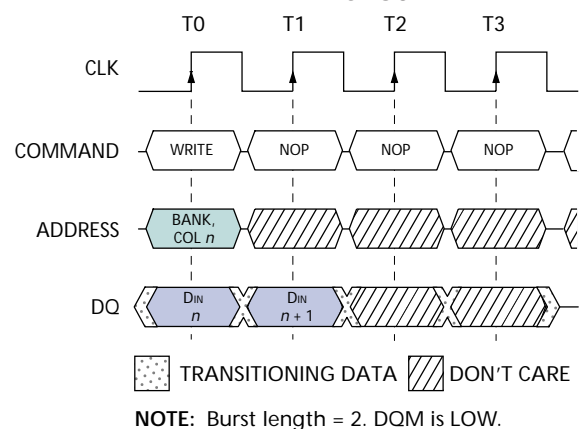 T0 T1 T2 T3
CLK
COMMAND WRITE NOP NOP NOP
ADDRESS BANK, COL n
DQ DIN n DIN n + 1
TRANSITIONING DATA DON'T CARE
NOTE: Burst length = 2. DQM is LOW.